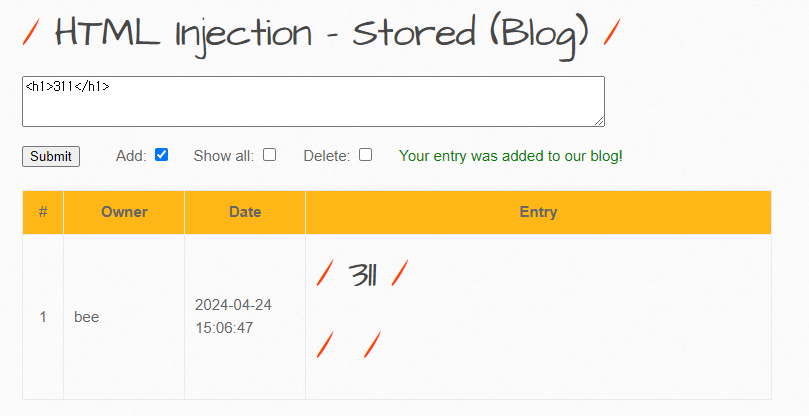 / HTML Injection - Stored (Blog) /
<h1>311</h1>
Submit Add: Show all: Delete: Your entry was added to our blog!
# Owner Date Entry
/ 311 /
1 bee 2024-04-24
15:06:47
/ /